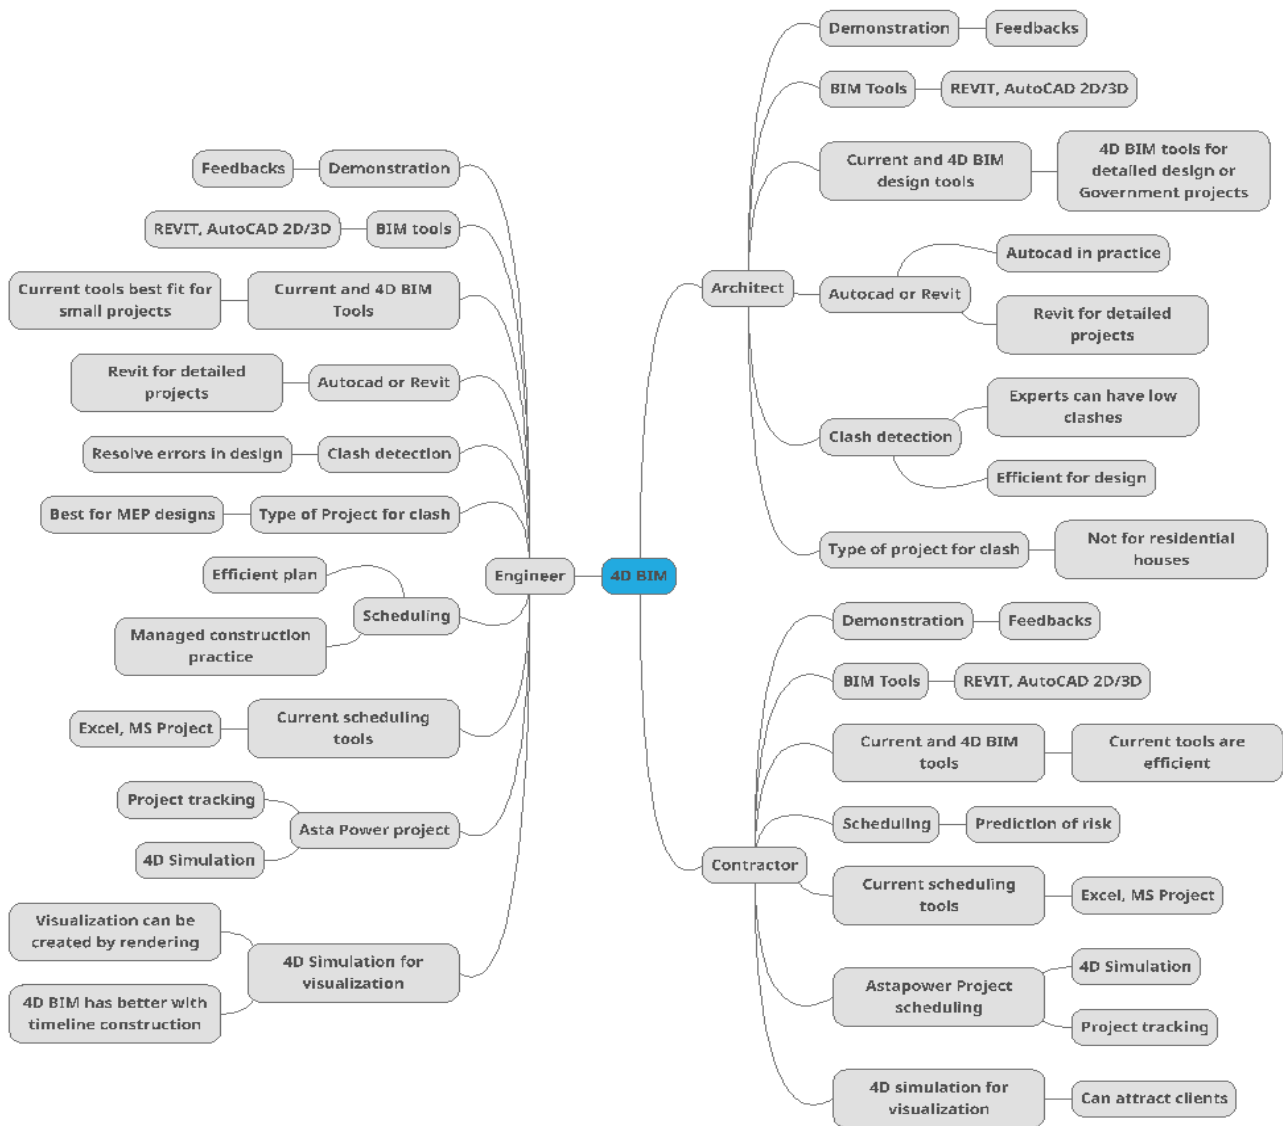 4D BIM
Engineer
Demonstration
Feedbacks
BIM tools
REVIT, AutoCAD 2D/3D
Current and 4D BIM
Tools
Current tools best fit for
small projects
Autocad or Revit
Revit for detailed
projects
Clash detection
Resolve errors in design
Type of Project for clash
Best for MEP designs
Scheduling
Efficient plan
Managed construction
practice
Current scheduling
tools
Excel, MS Project
Asta Power project
Project tracking
4D Simulation
4D Simulation for
visualization
Visualization can be
created by rendering
4D BIM has better with
timeline construction
Architect
Demonstration
Feedbacks
BIM Tools
REVIT, AutoCAD 2D/3D
Current and 4D BIM
design tools
4D BIM tools for
detailed design or
Government projects
Autocad or Revit
Autocad in practice
Revit for detailed
projects
Clash detection
Experts can have low
clashes
Efficient for design
Type of project for clash
Not for residential
houses
Contractor
Demonstration
Feedbacks
BIM Tools
REVIT, AutoCAD 2D/3D
Current and 4D BIM
tools
Current tools are
efficient
Scheduling
Prediction of risk
Current scheduling
tools
Excel, MS Project
Astapower Project
scheduling
4D Simulation
Project tracking
4D simulation for
visualization
Can attract clients